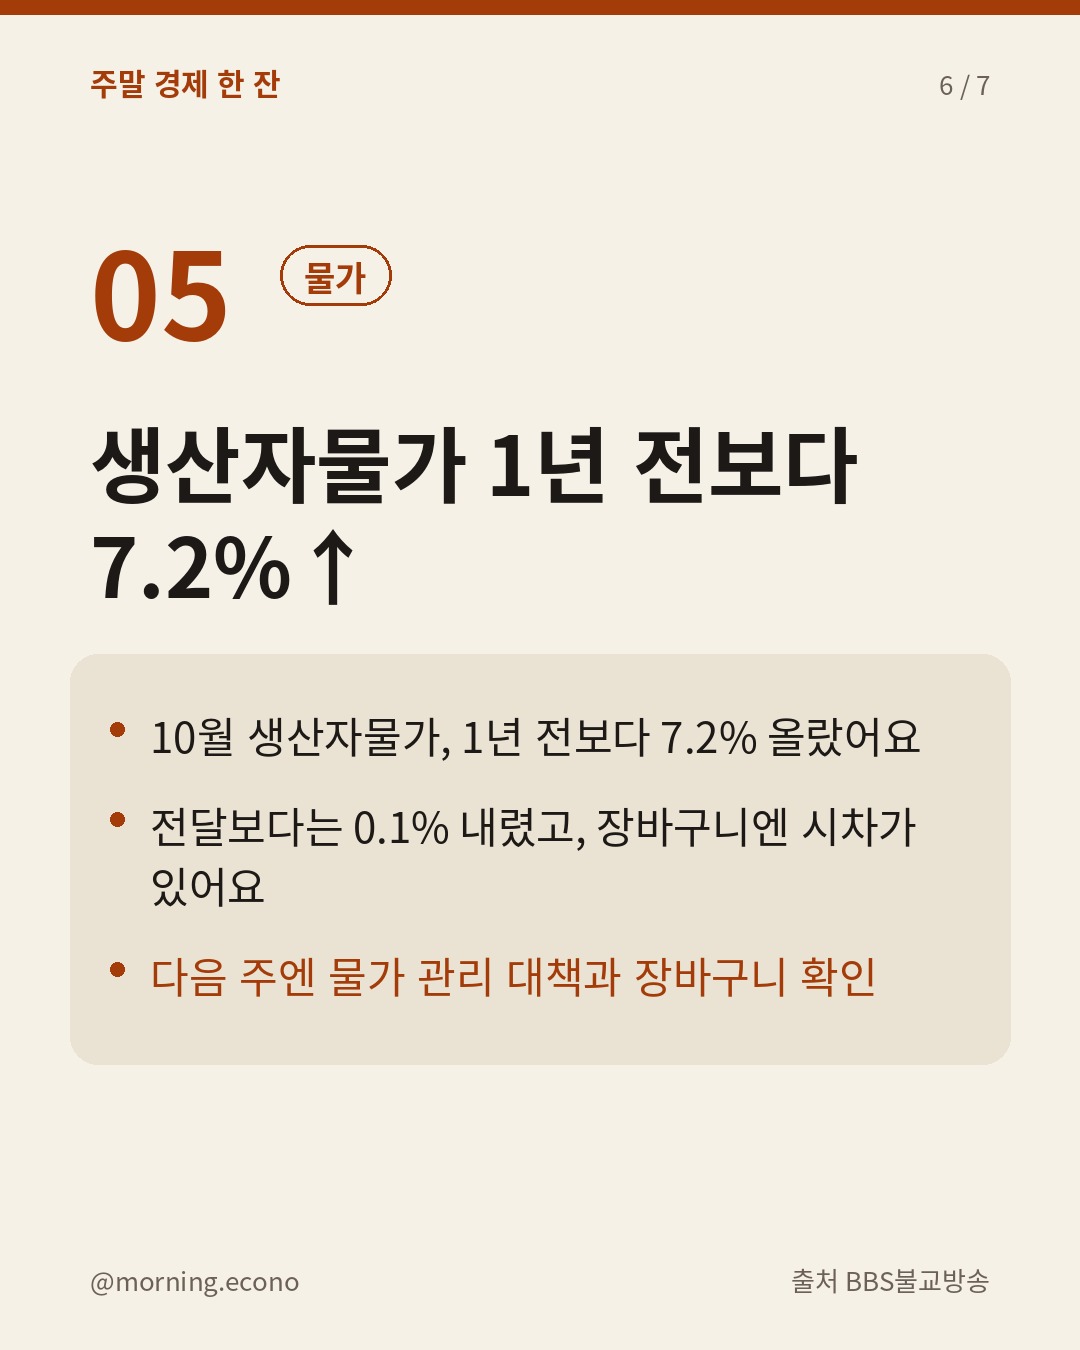 주말 경제 한 잔
6 / 7
05
물가
생산자물가 1년 전보다
7.2%↑
• 10월 생산자물가, 1년 전보다 7.2% 올랐어요
• 전달보다는 0.1% 내렸고, 장바구니엔 시차가
있어요
• 다음 주엔 물가 관리 대책과 장바구니 확인
@morning.econo
출처 BBS불교방송